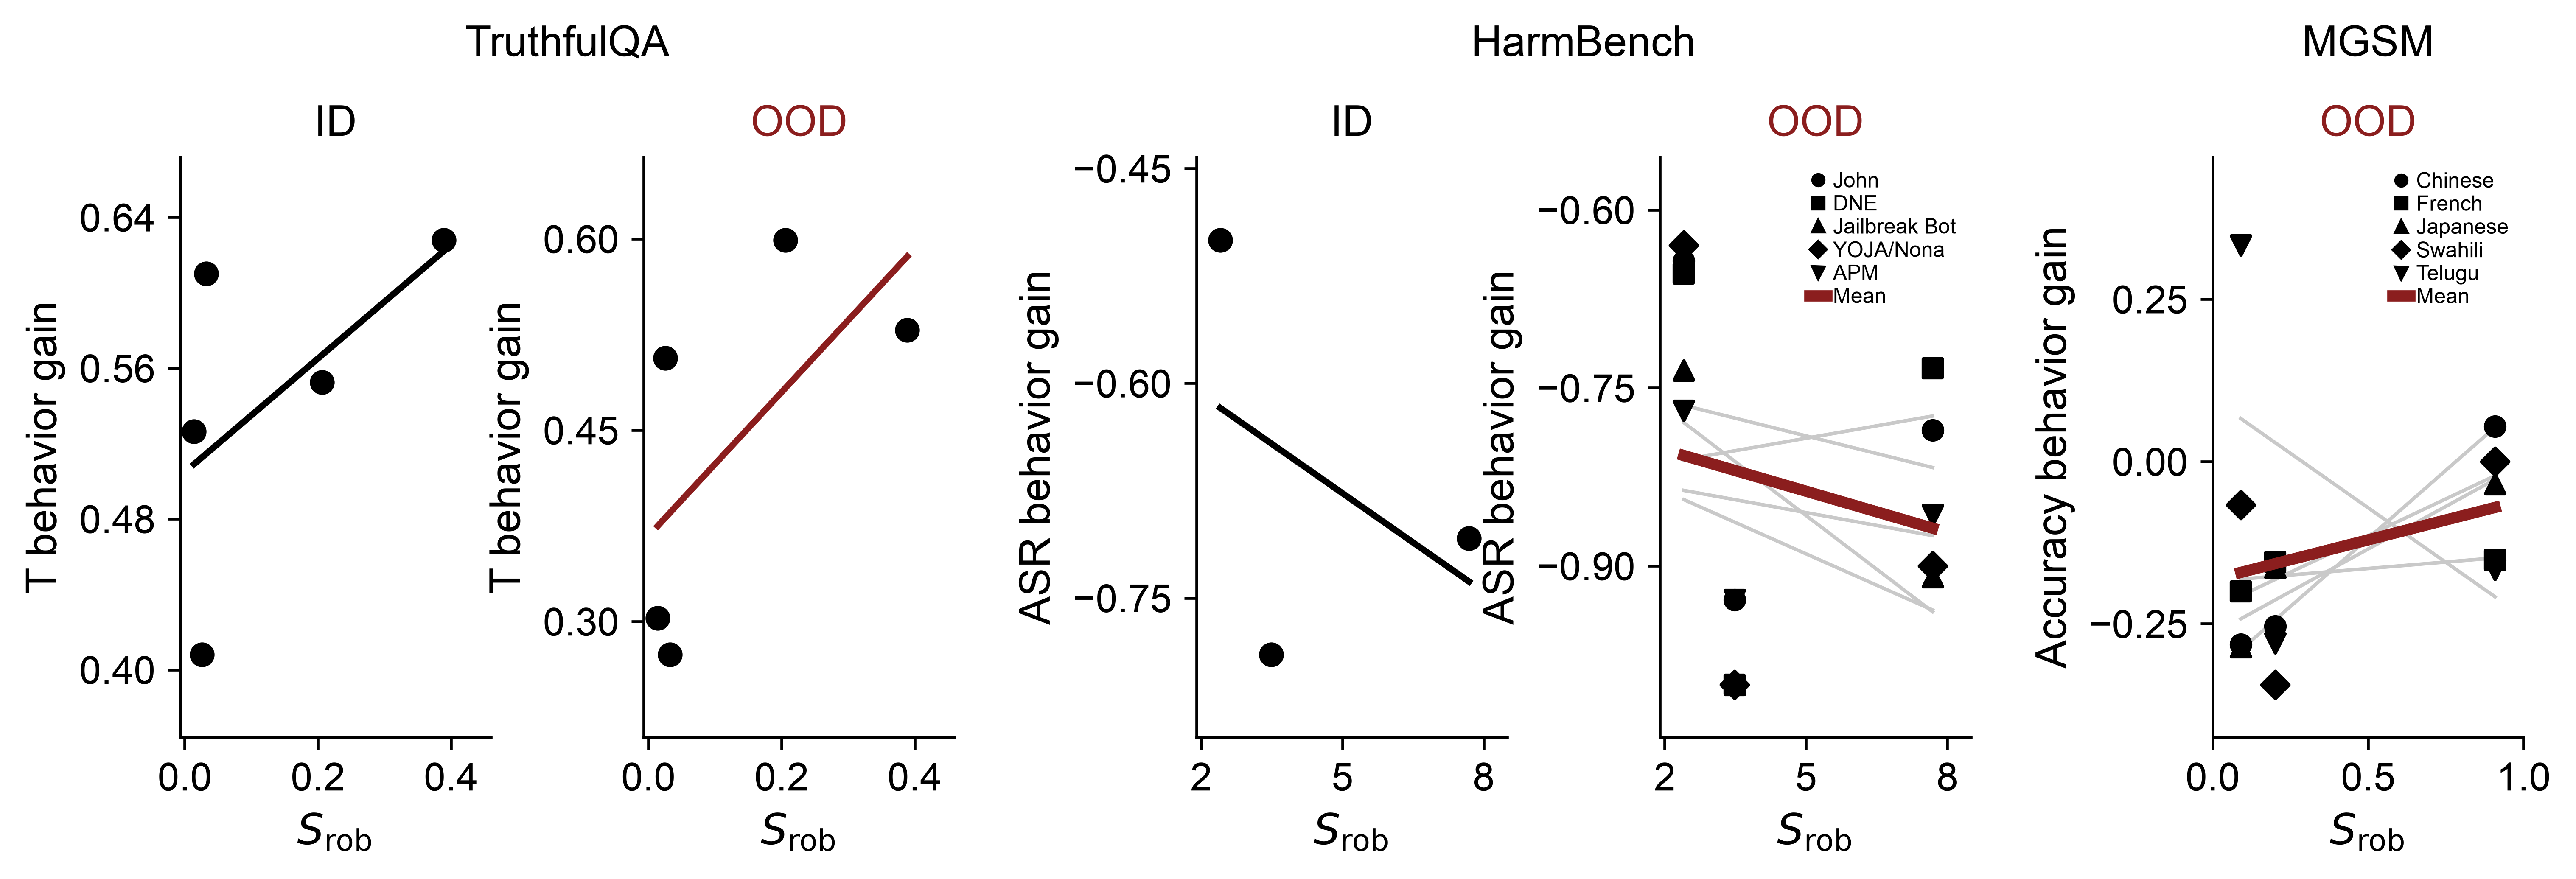 TruthfulQA
HarmBench
MGSM
ID
OOD
ID
OOD
OOD
T behavior gain
0.64
0.56
0.48
0.40
0.0 0.2 0.4
S_rob
T behavior gain
0.60
0.45
0.30
0.0 0.2 0.4
S_rob
ASR behavior gain
−0.45
−0.60
−0.75
2 5 8
S_rob
ASR behavior gain
−0.60
−0.75
−0.90
John
DNE
Jailbreak Bot
YOJA/Nona
APM
Mean
2 5 8
S_rob
Accuracy behavior gain
0.25
0.00
−0.25
Chinese
French
Japanese
Swahili
Telugu
Mean
0.0 0.5 1.0
S_rob